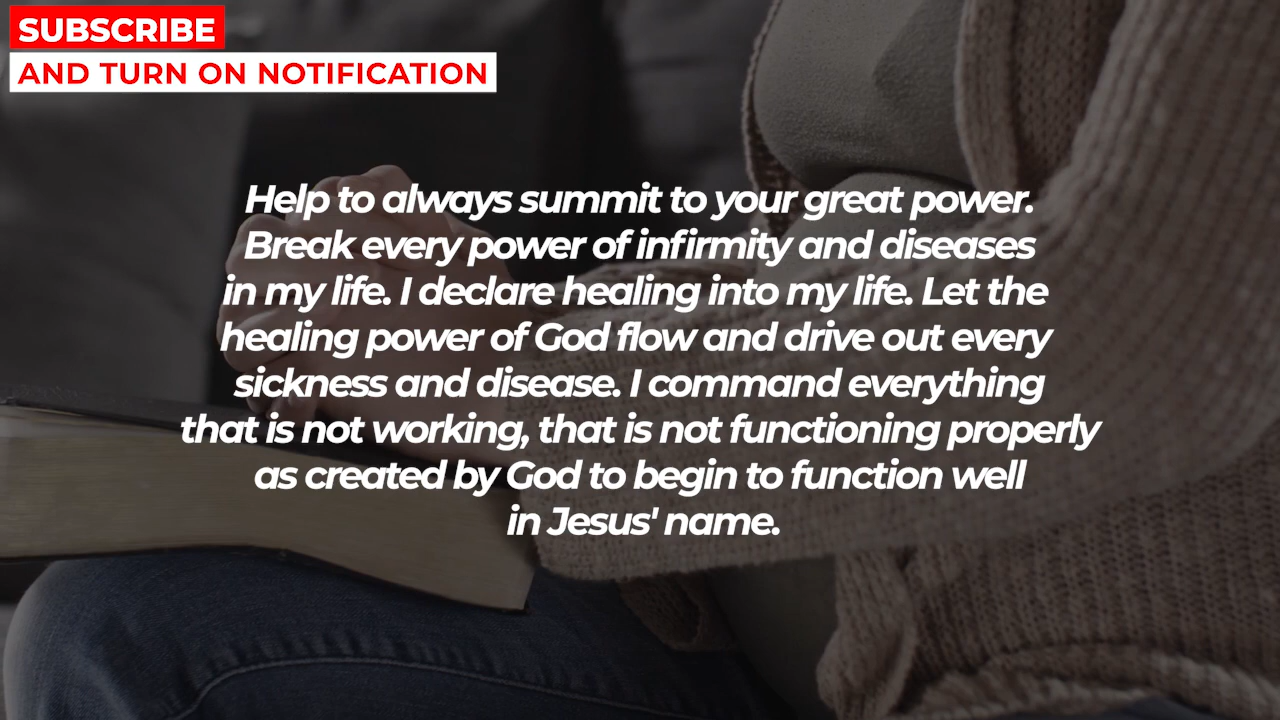 SUBSCRIBE
AND TURN ON NOTIFICATION
Help to always summit to your great power.
Break every power of infirmity and diseases
in my life. I declare healing into my life. Let the
healing power of God flow and drive out every
sickness and disease. I command everything
that is not working, that is not functioning properly
as created by God to begin to function well
in Jesus' name.